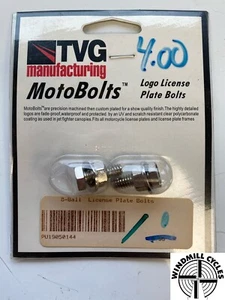 TVG
manufacturing
4.00
MotoBolts™
Logo License
Plate Bolts
MotoBolts™ are precision machined then custom plated for a show quality finish. The highly detailed
logos are fade proof, waterproof and protected by an UV and scratch resistant clear polycarbonate
coating as used in jet fighter canopies. Fits all motorcycle license plates and license plate frames.
License Plate Bolts
WINDMILL CYCLES